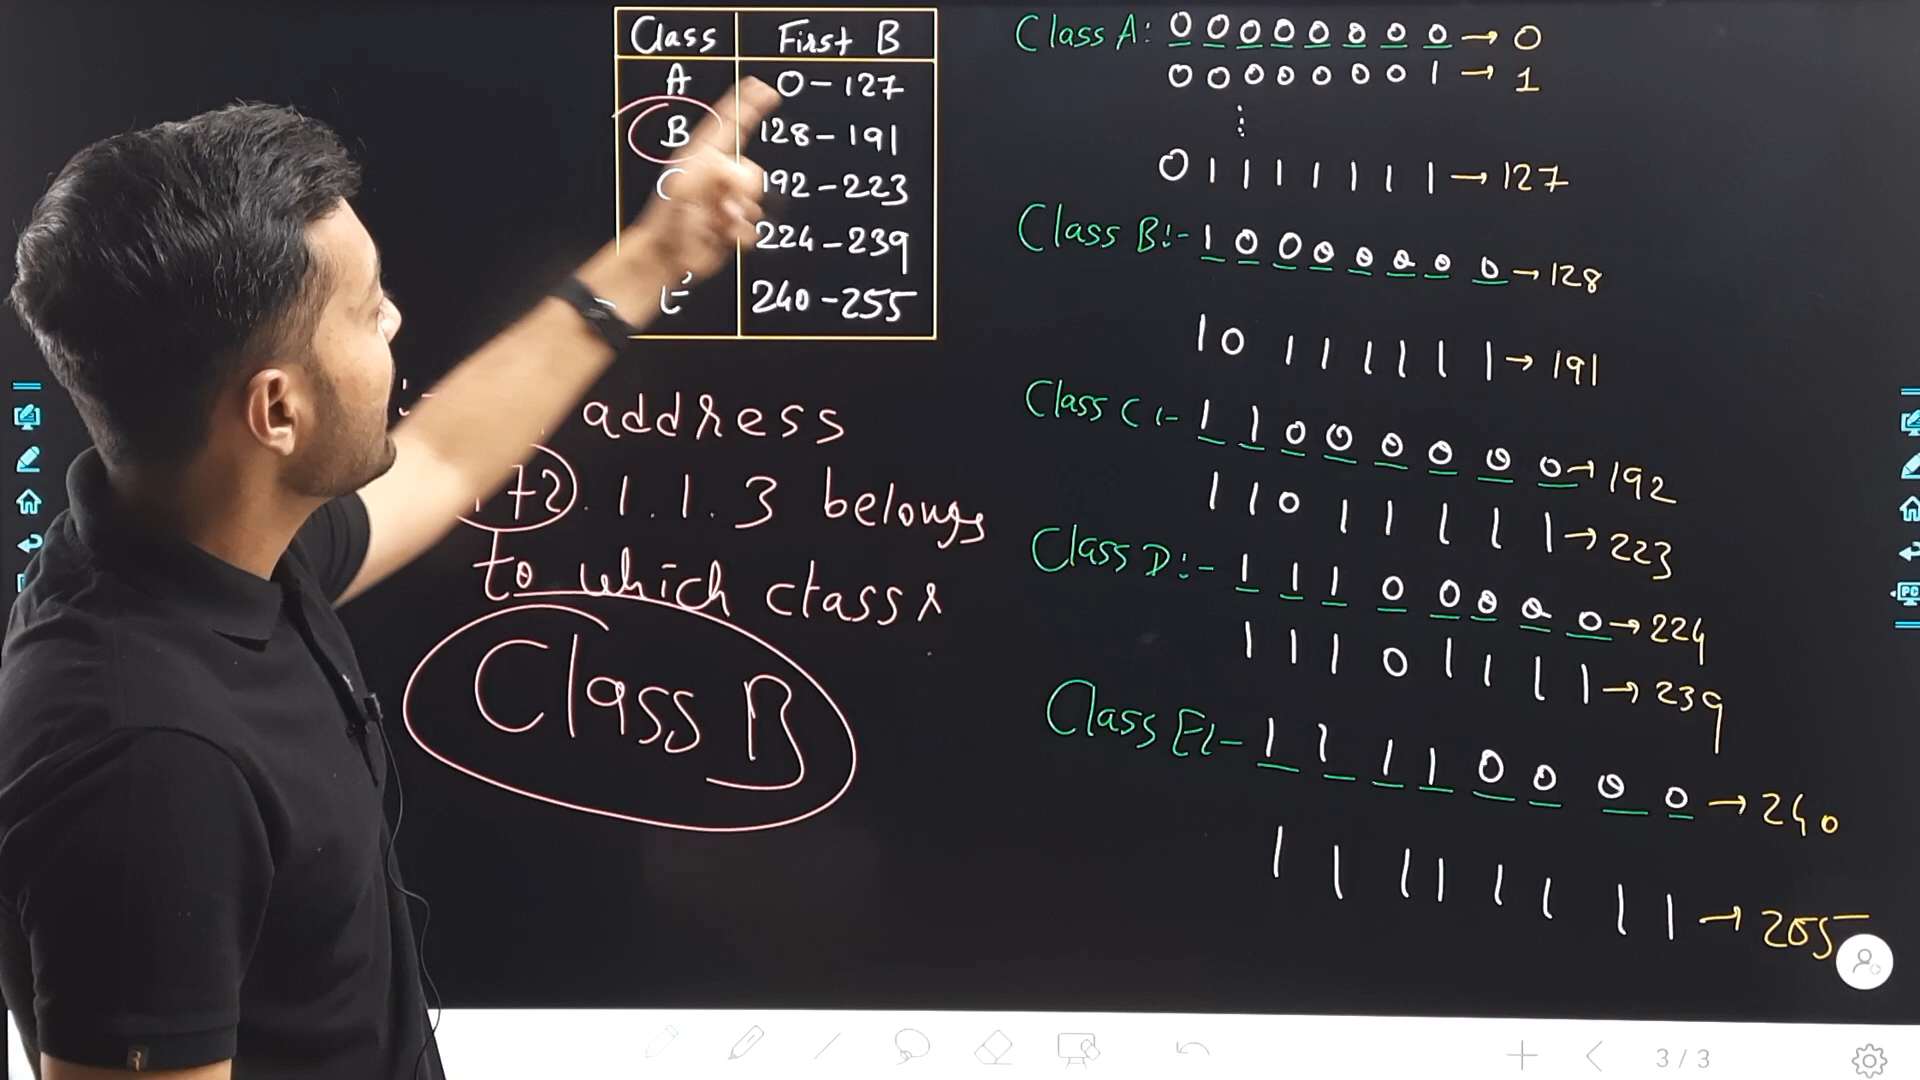 Class First B
A 0-127
B 128-191
C 192-223
224-239
E 240-255
address
172.1.1.3 belongs
to which class?
Class B
Class A: 0 0 0 0 0 0 0 0 → 0
0 0 0 0 0 0 0 1 → 1
⋮
0 1 1 1 1 1 1 1 → 127
Class B:- 1 0 0 0 0 0 0 0 → 128
1 0 1 1 1 1 1 1 → 191
Class C:- 1 1 0 0 0 0 0 0 → 192
1 1 0 1 1 1 1 1 → 223
Class D:- 1 1 1 0 0 0 0 0 → 224
1 1 1 0 1 1 1 1 → 239
Class E:- 1 1 1 1 0 0 0 0 → 240
1 1 1 1 1 1 1 1 → 255
PC
3 / 3